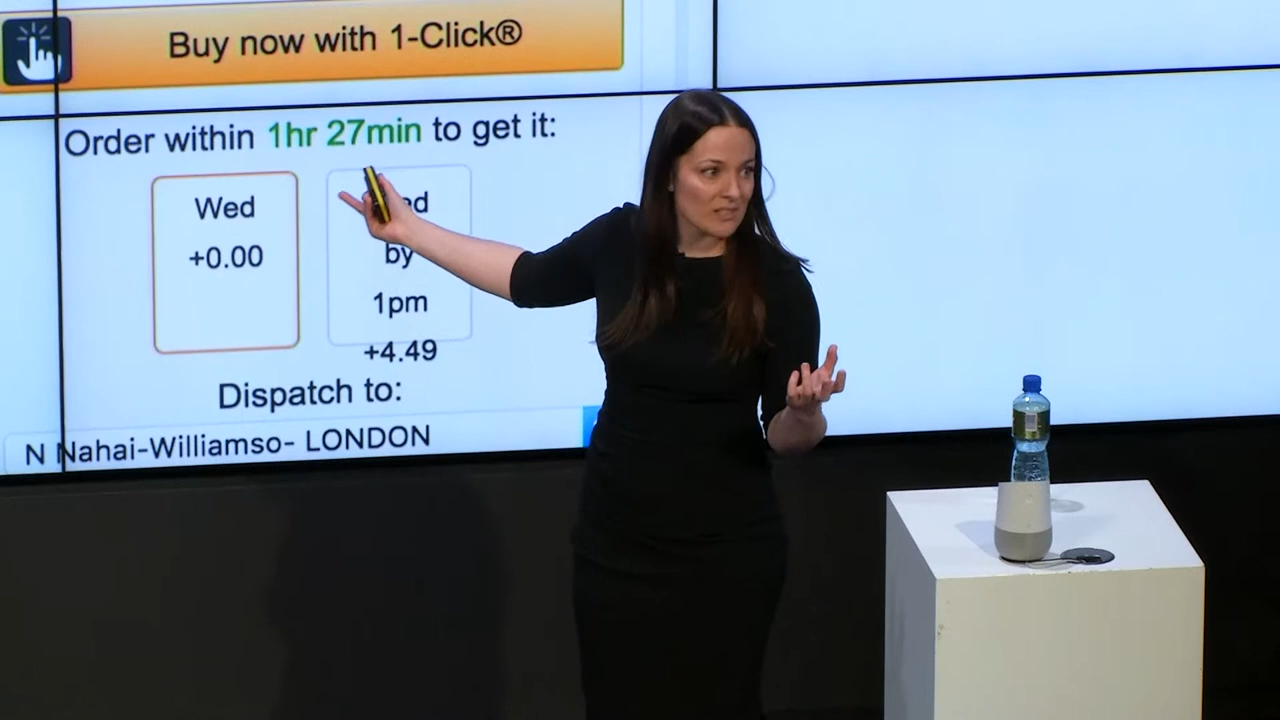 Buy now with 1-Click®
Order within 1hr 27min to get it:
Wed
+0.00
by
1pm
+4.49
Dispatch to:
N Nahai-Williamso- LONDON